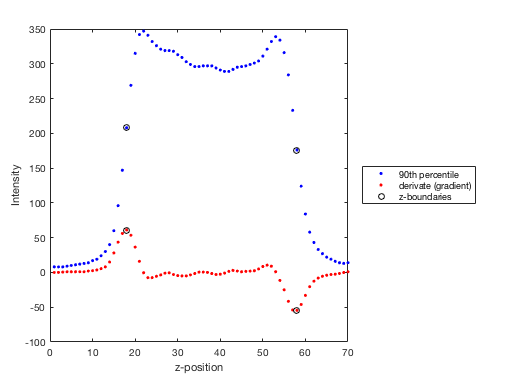 350
300
250
200
150
100
50
0
-50
-100
Intensity
0 10 20 30 40 50 60 70
z-position
90th percentile
derivate (gradient)
z-boundaries